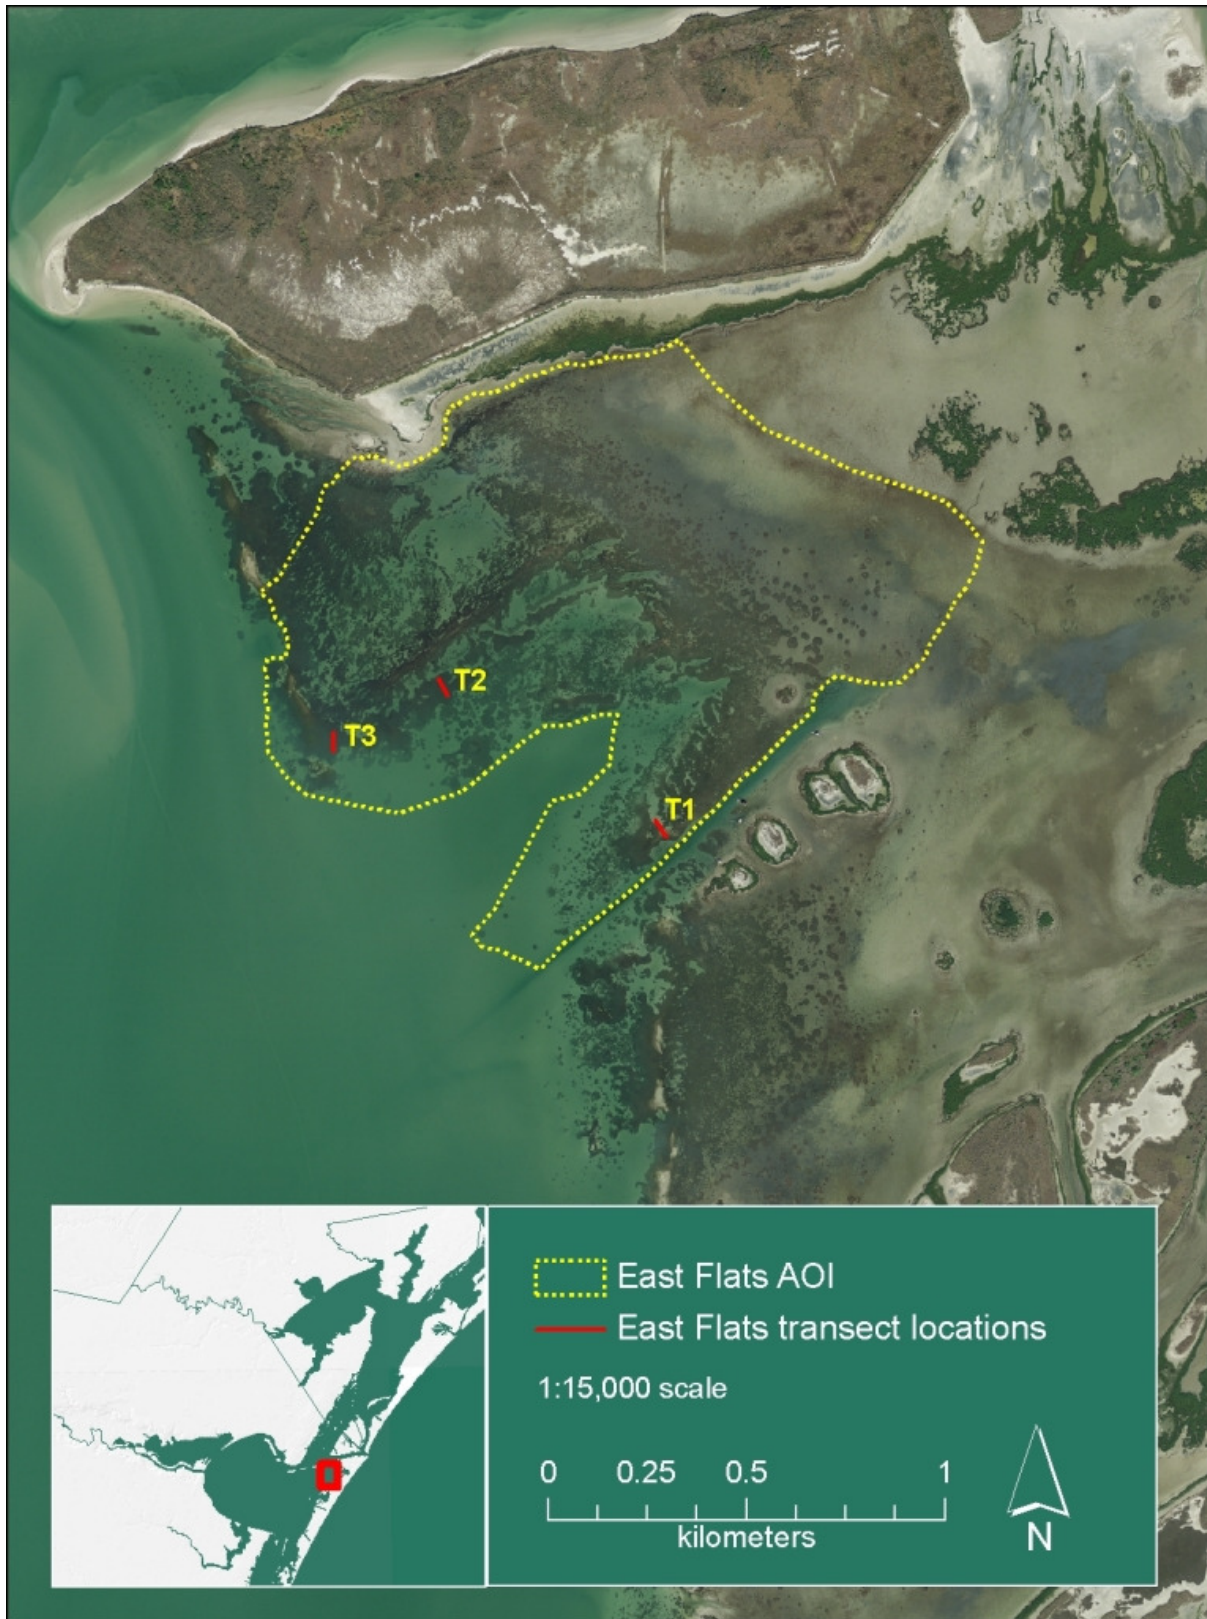 T2
T3
T1
East Flats AOI
East Flats transect locations
1:15,000 scale
0 0.25 0.5 1
kilometers
N